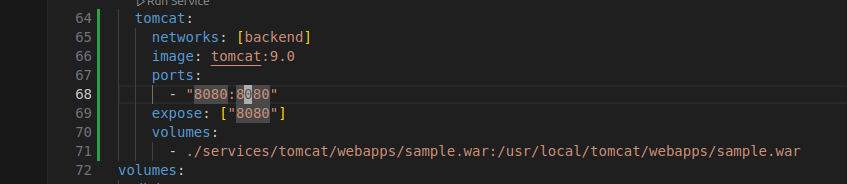 Run Service
64 tomcat:
65 networks: [backend]
66 image: tomcat:9.0
67 ports:
68 - "8080:8080"
69 expose: ["8080"]
70 volumes:
71 - ./services/tomcat/webapps/sample.war:/usr/local/tomcat/webapps/sample.war
72 volumes: